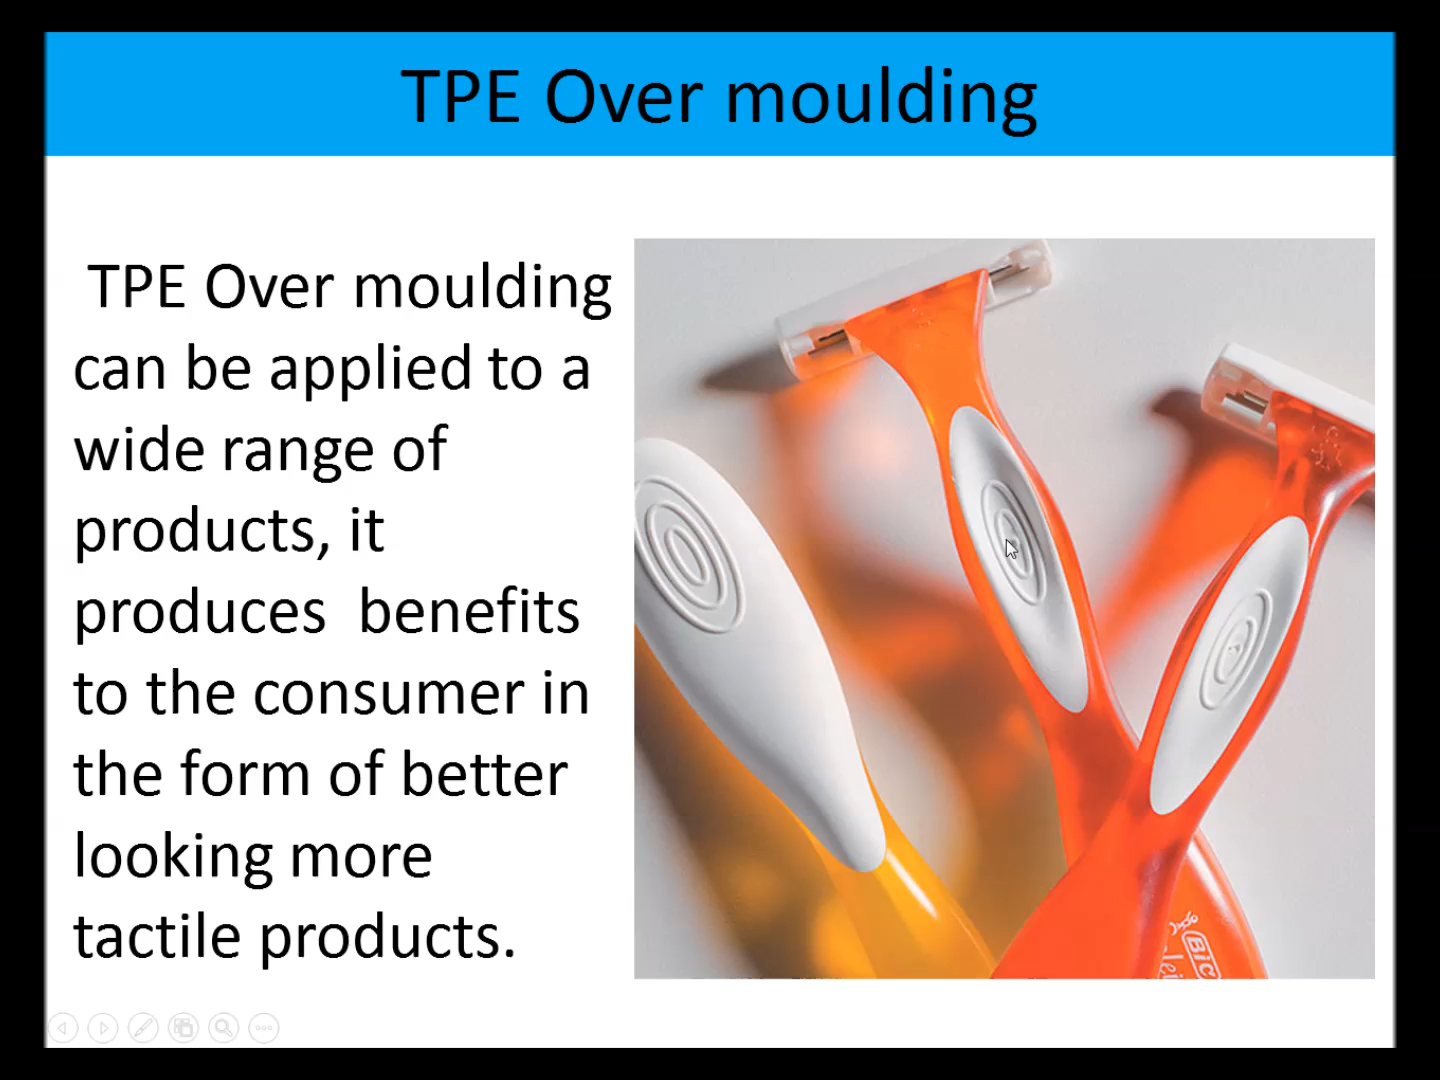 TPE Over moulding
TPE Over moulding
can be applied to a
wide range of
products, it
produces  benefits
to the consumer in
the form of better
looking more
tactile products.
BiC